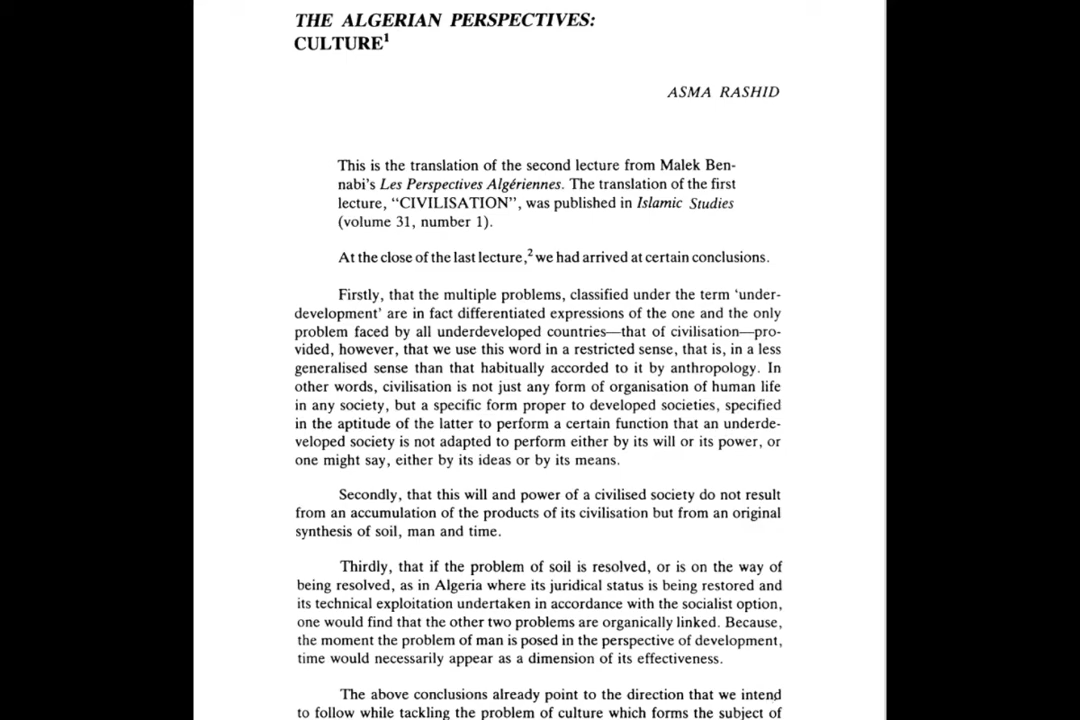 THE ALGERIAN PERSPECTIVES:
CULTURE¹
ASMA RASHID
This is the translation of the second lecture from Malek Ben-
nabi's Les Perspectives Algériennes. The translation of the first
lecture, “CIVILISATION”, was published in Islamic Studies
(volume 31, number 1).
At the close of the last lecture,² we had arrived at certain conclusions.
Firstly, that the multiple problems, classified under the term ‘under-
development’ are in fact differentiated expressions of the one and the only
problem faced by all underdeveloped countries—that of civilisation—pro-
vided, however, that we use this word in a restricted sense, that is, in a less
generalised sense than that habitually accorded to it by anthropology. In
other words, civilisation is not just any form of organisation of human life
in any society, but a specific form proper to developed societies, specified
in the aptitude of the latter to perform a certain function that an underde-
veloped society is not adapted to perform either by its will or its power, or
one might say, either by its ideas or by its means.
Secondly, that this will and power of a civilised society do not result
from an accumulation of the products of its civilisation but from an original
synthesis of soil, man and time.
Thirdly, that if the problem of soil is resolved, or is on the way of
being resolved, as in Algeria where its juridical status is being restored and
its technical exploitation undertaken in accordance with the socialist option,
one would find that the other two problems are organically linked. Because,
the moment the problem of man is posed in the perspective of development,
time would necessarily appear as a dimension of its effectiveness.
The above conclusions already point to the direction that we intend
to follow while tackling the problem of culture which forms the subject of